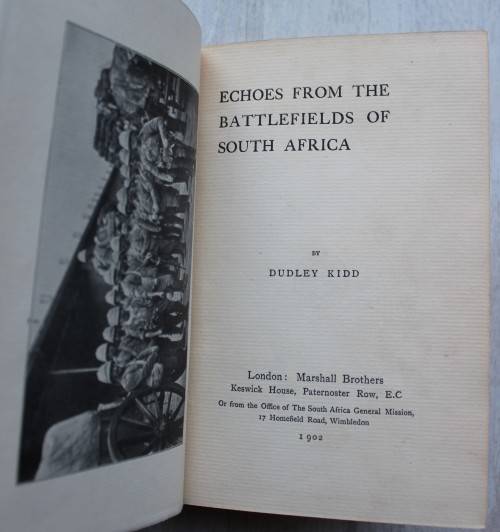 ECHOES FROM THE
BATTLEFIELDS OF
SOUTH AFRICA
BY
DUDLEY KIDD
London: Marshall Brothers
Keswick House, Paternoster Row, E.C
Or from the Office of The South Africa General Mission,
17 Homefield Road, Wimbledon
1902